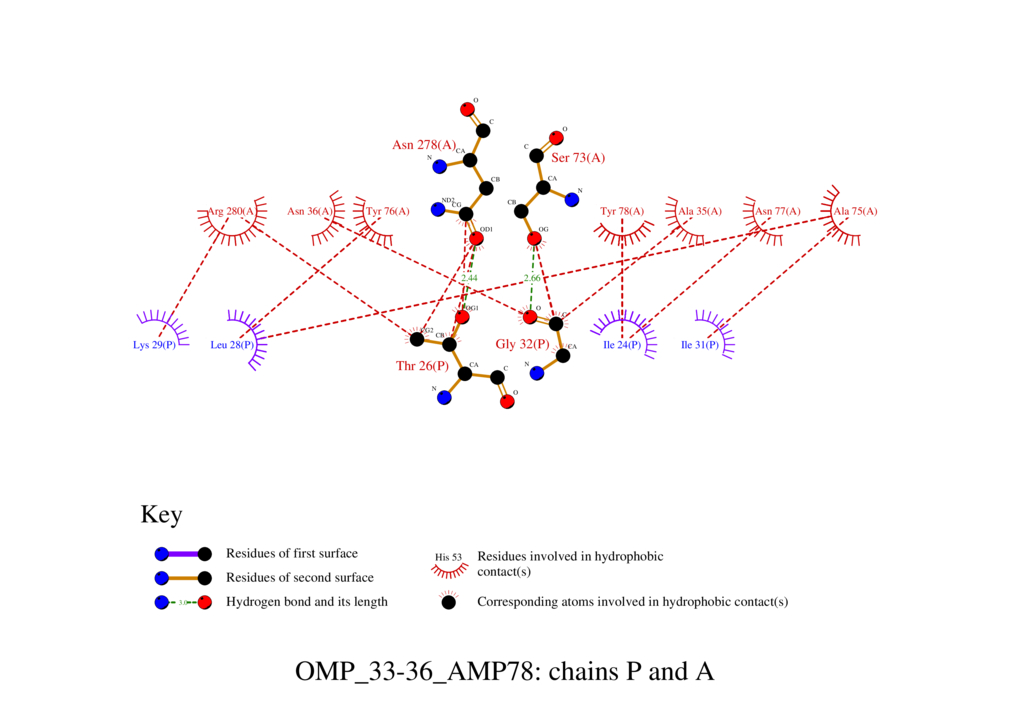 O
C
Asn 278(A)
CA
N
CB
ND2
CG
OD1
O
C
Ser 73(A)
CA
N
CB
OG
Arg 280(A)
Asn 36(A)
Tyr 76(A)
Tyr 78(A)
Ala 35(A)
Asn 77(A)
Ala 75(A)
2.44
2.66
Lys 29(P)
Leu 28(P)
OG1
CG2
CB
Thr 26(P)
CA
C
N
O
O
C
Gly 32(P)
CA
N
Ile 24(P)
Ile 31(P)
Key
Residues of first surface
Residues of second surface
3.0
Hydrogen bond and its length
His 53
Residues involved in hydrophobic
contact(s)
Corresponding atoms involved in hydrophobic contact(s)
OMP_33-36_AMP78: chains P and A